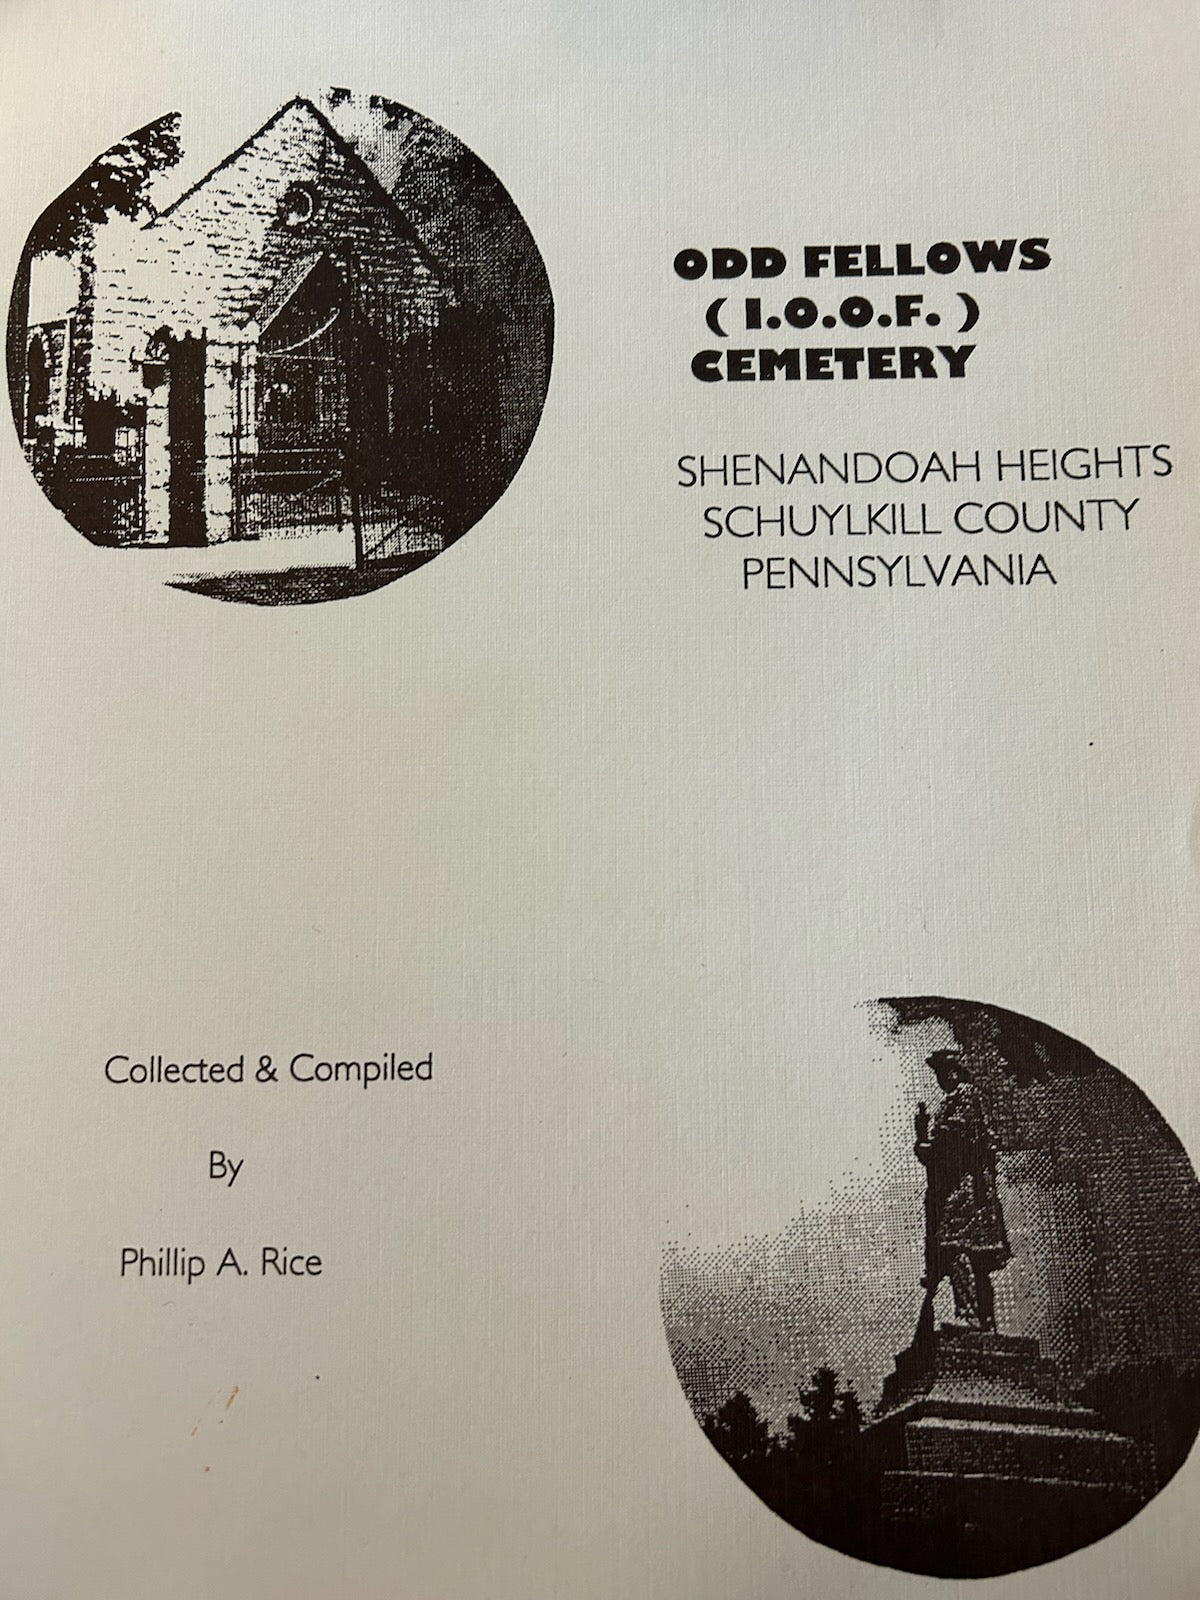 ODD FELLOWS
( I.O.O.F. )
CEMETERY
SHENANDOAH HEIGHTS
SCHUYLKILL COUNTY
PENNSYLVANIA
Collected & Compiled
By
Phillip A. Rice